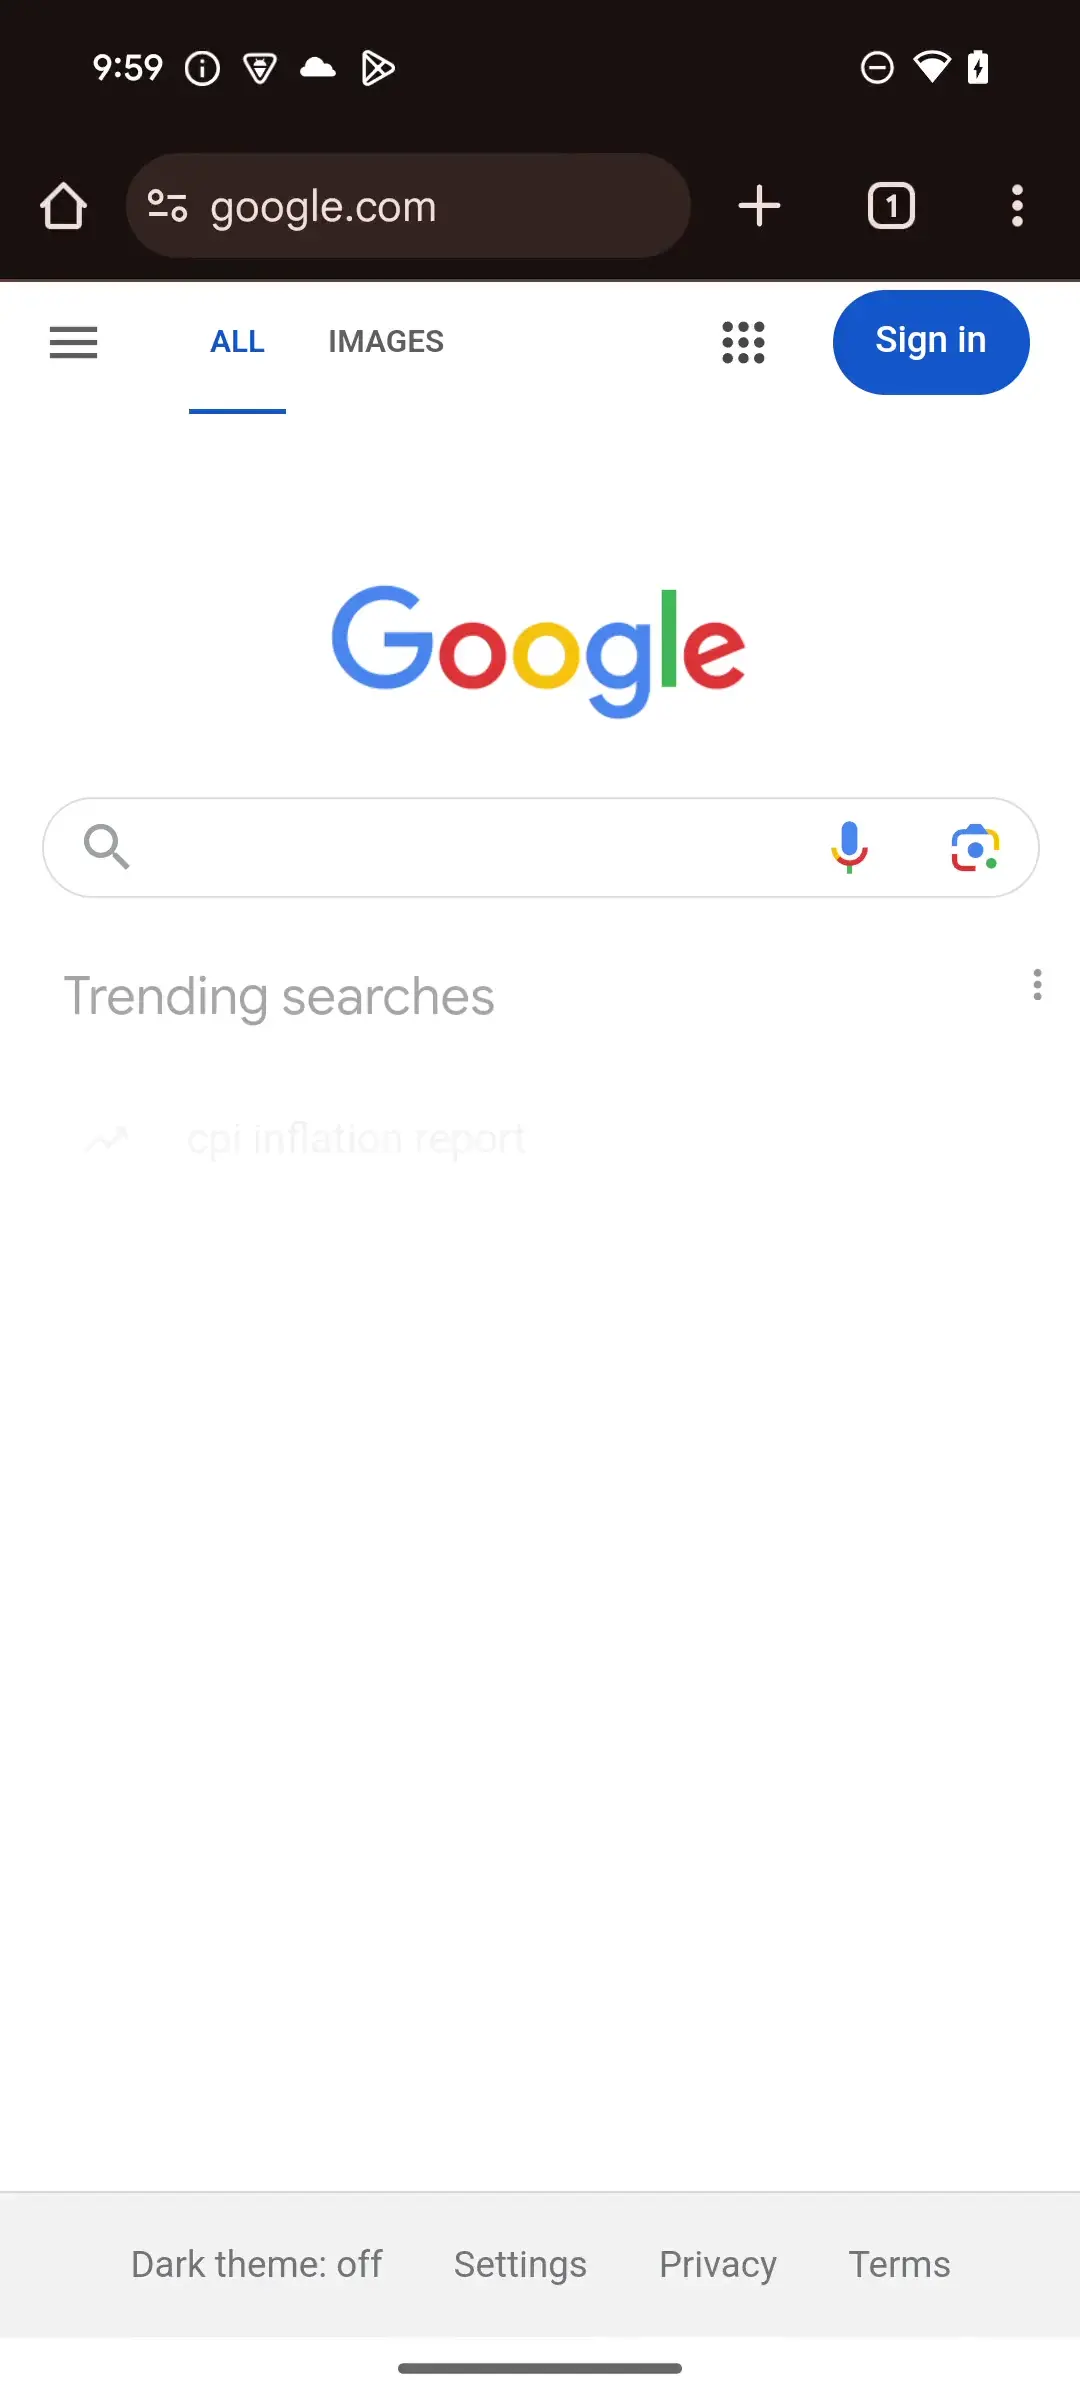 9:59
google.com
1
ALL IMAGES Sign in
Google
Trending searches
cpi inflation report
Dark theme: off Settings Privacy Terms